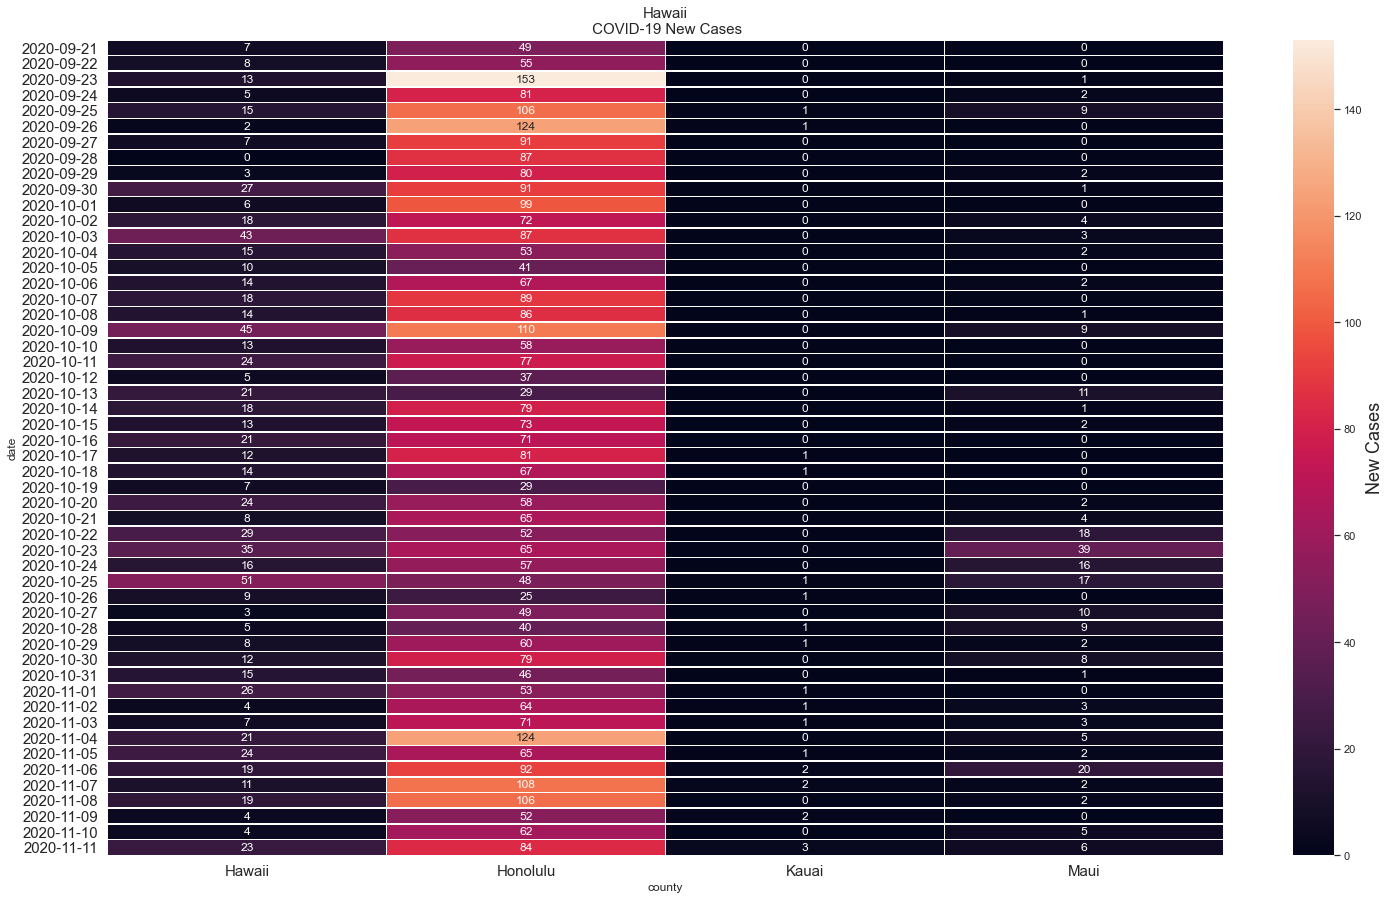 Hawaii
COVID-19 New Cases
2020-09-21 7 49 0 0
2020-09-22 8 55 0 0
2020-09-23 13 153 0 1
2020-09-24 5 81 0 2
2020-09-25 15 106 1 9
2020-09-26 2 124 1 0
2020-09-27 7 91 0 0
2020-09-28 0 87 0 0
2020-09-29 3 80 0 2
2020-09-30 27 91 0 1
2020-10-01 6 99 0 0
2020-10-02 18 72 0 4
2020-10-03 43 87 0 3
2020-10-04 15 53 0 2
2020-10-05 10 41 0 0
2020-10-06 14 67 0 2
2020-10-07 18 89 0 0
2020-10-08 14 86 0 1
2020-10-09 45 110 0 9
2020-10-10 13 58 0 0
2020-10-11 24 77 0 0
2020-10-12 5 37 0 0
2020-10-13 21 29 0 11
2020-10-14 18 79 0 1
2020-10-15 13 73 0 2
2020-10-16 21 71 0 0
2020-10-17 12 81 1 0
2020-10-18 14 67 1 0
2020-10-19 7 29 0 0
2020-10-20 24 58 0 2
2020-10-21 8 65 0 4
2020-10-22 29 52 0 18
2020-10-23 35 65 0 39
2020-10-24 16 57 0 16
2020-10-25 51 48 1 17
2020-10-26 9 25 1 0
2020-10-27 3 49 0 10
2020-10-28 5 40 1 9
2020-10-29 8 60 1 2
2020-10-30 12 79 0 8
2020-10-31 15 46 0 1
2020-11-01 26 53 1 0
2020-11-02 4 64 1 3
2020-11-03 7 71 1 3
2020-11-04 21 124 0 5
2020-11-05 24 65 1 2
2020-11-06 19 92 2 20
2020-11-07 11 108 2 2
2020-11-08 19 106 0 2
2020-11-09 4 52 2 0
2020-11-10 4 62 0 5
2020-11-11 23 84 3 6
Hawaii Honolulu Kauai Maui
county
date
140
120
100
80
60
40
20
0
New Cases